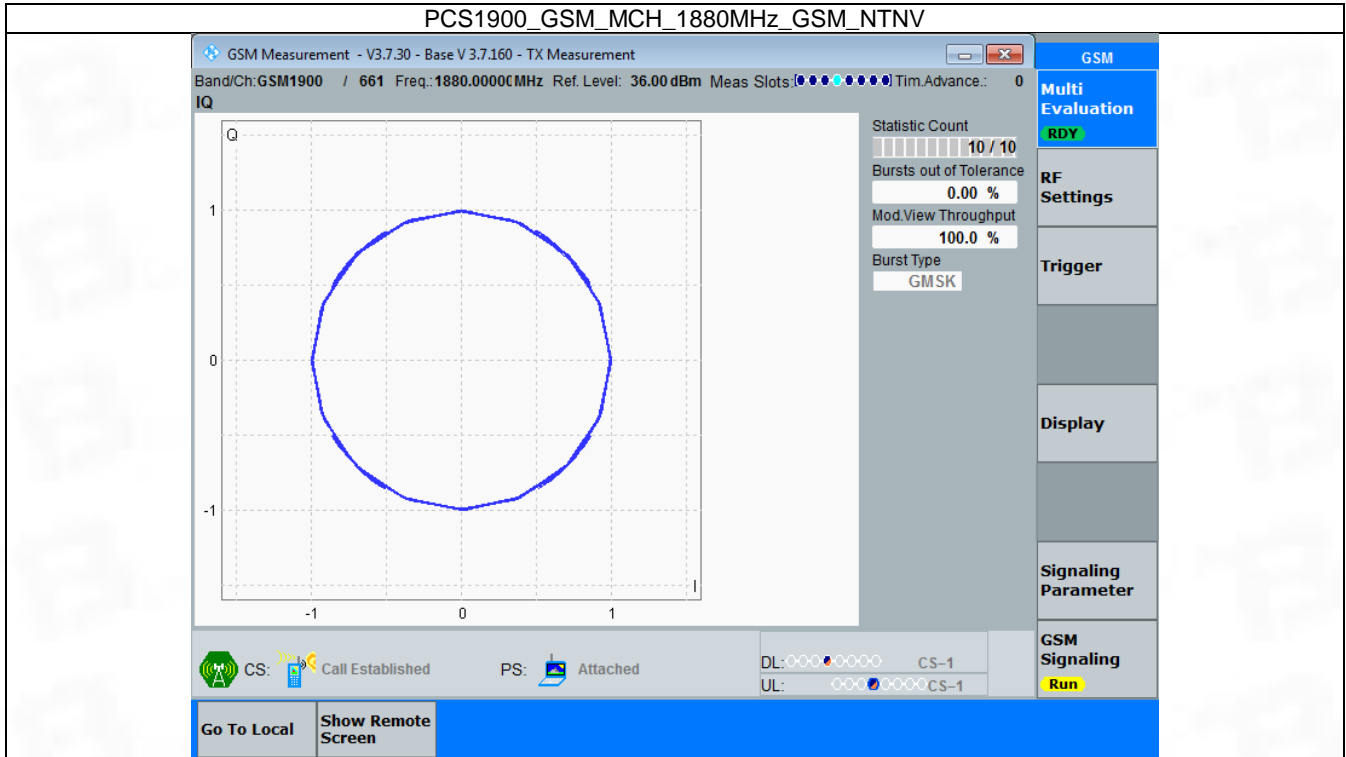 PCS1900_GSM_MCH_1880MHz_GSM_NTNV
GSM Measurement - V3.7.30 - Base V 3.7.160 - TX Measurement
GSM
Band/Ch:GSM1900 / 661 Freq.:1880.00000MHz Ref. Level: 36.00 dBm Meas Slots: Tim.Advance.: 0
IQ
Multi
Evaluation
RDY
Q
Statistic Count
10 / 10
Bursts out of Tolerance
0.00 %
Mod.View Throughput
100.0 %
Burst Type
GMSK
RF
Settings
Trigger
1
0
-1
I
-1 0 1
Display
Signaling
Parameter
CS: Call Established PS: Attached
DL: CS-1
UL: CS-1
GSM
Signaling
Run
Go To Local
Show Remote
Screen